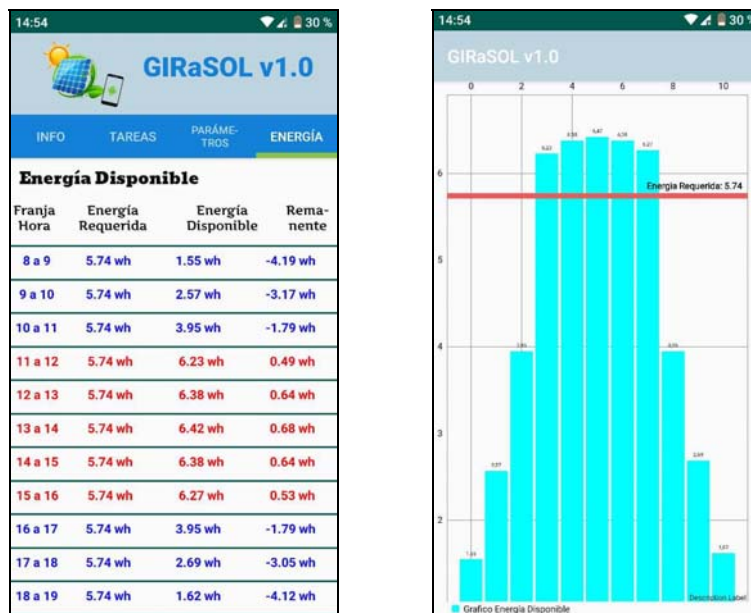 14:54 30 %
GIRaSOL v1.0
INFO TAREAS PARÁME-TROS ENERGÍA
Energía Disponible
Franja Hora Energía Requerida Energía Disponible Rema-nente
8 a 9 5.74 wh 1.55 wh -4.19 wh
9 a 10 5.74 wh 2.57 wh -3.17 wh
10 a 11 5.74 wh 3.95 wh -1.79 wh
11 a 12 5.74 wh 6.23 wh 0.49 wh
12 a 13 5.74 wh 6.38 wh 0.64 wh
13 a 14 5.74 wh 6.42 wh 0.68 wh
14 a 15 5.74 wh 6.38 wh 0.64 wh
15 a 16 5.74 wh 6.27 wh 0.53 wh
16 a 17 5.74 wh 3.95 wh -1.79 wh
17 a 18 5.74 wh 2.69 wh -3.05 wh
18 a 19 5.74 wh 1.62 wh -4.12 wh
14:54 30 %
GIRaSOL v1.0
0 2 4 6 8 10
6
Energia Requerida: 5.74
5
4
3
2
Description Label
Grafico Energía Disponible